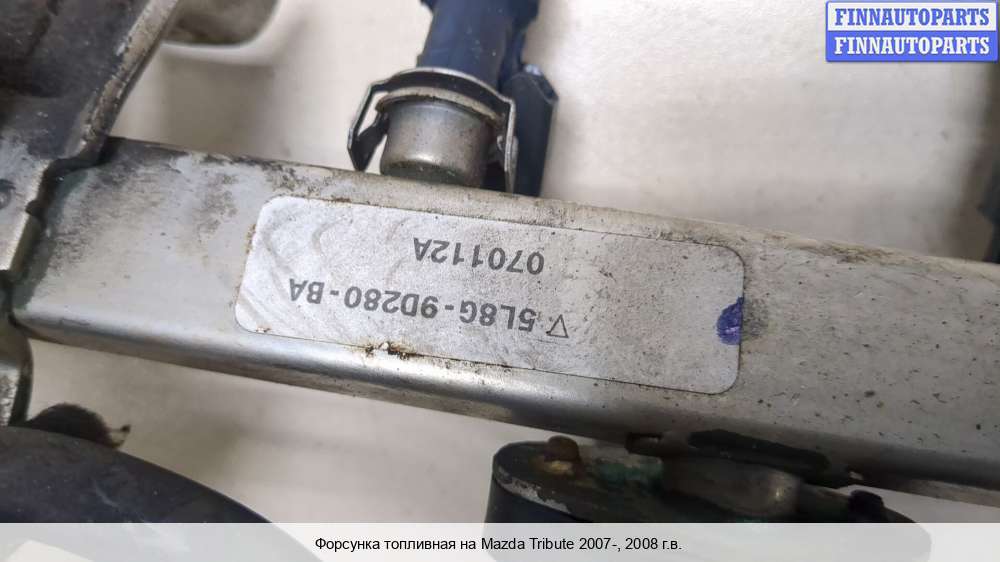 FINNAUTOPARTS
FINNAUTOPARTS
5L8G-9D280-BA
070112A
Форсунка топливная на Mazda Tribute 2007-, 2008 г.в.